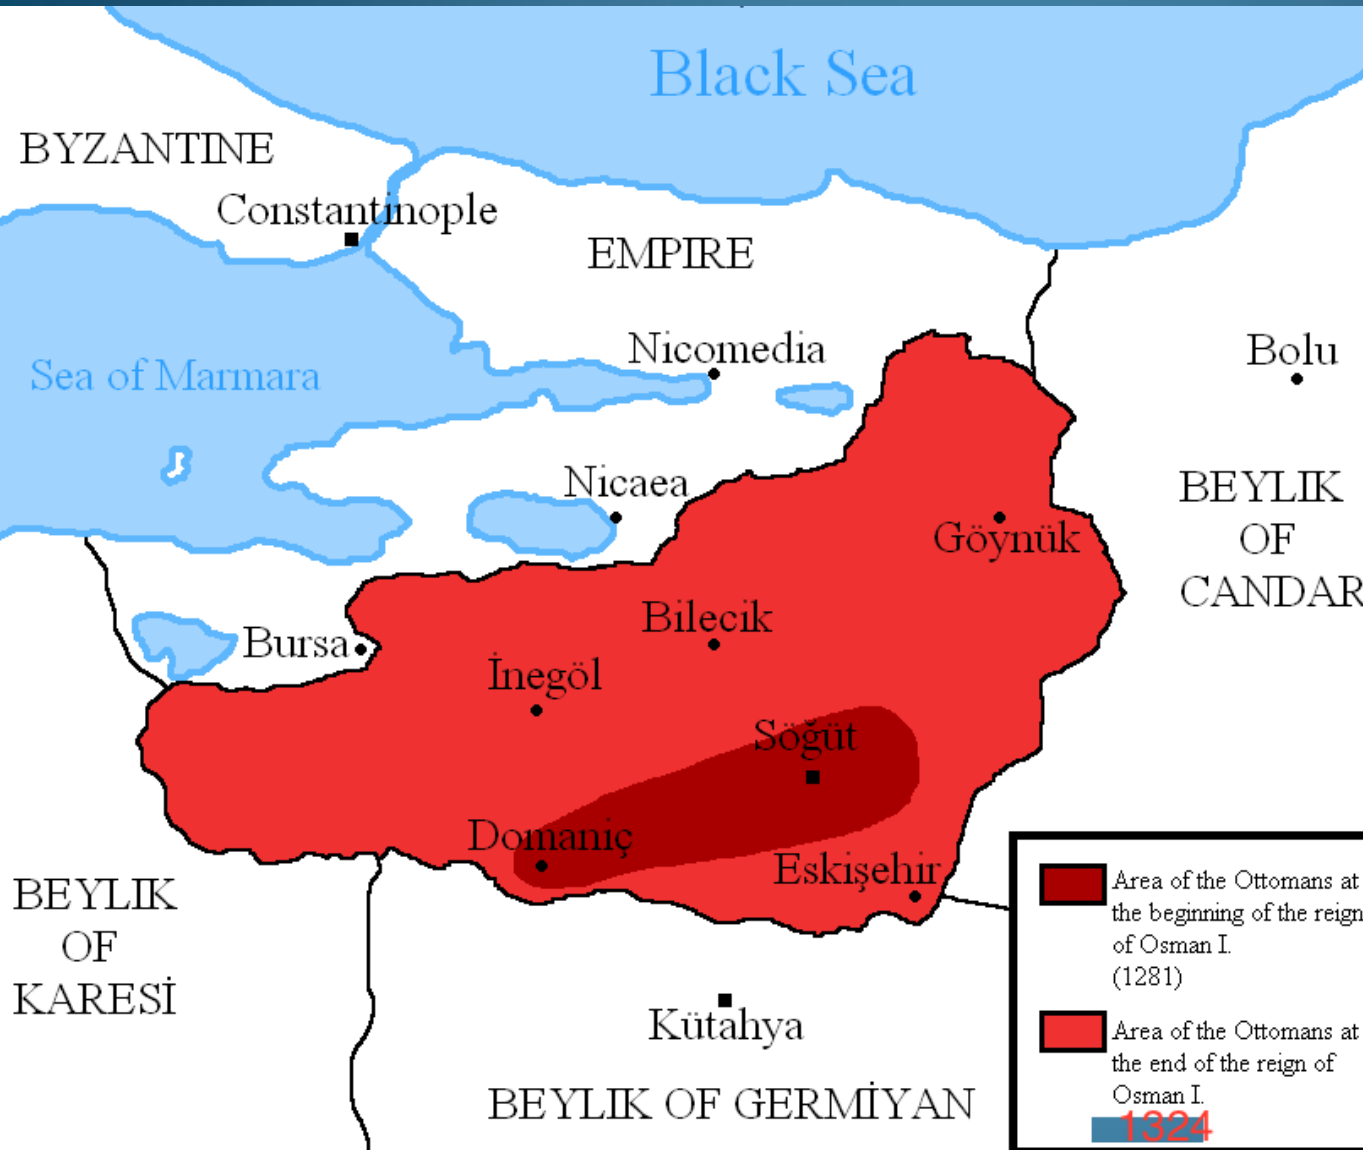 Black Sea
BYZANTINE
Constantinople
EMPIRE
Nicomedia
Bolu
Sea of Marmara
Nicaea
BEYLIK
OF
CANDAR
Göynük
Bilecik
Bursa
İnegöl
Söğüt
Domaniç
Eskişehir
BEYLIK
OF
KARESİ
Kütahya
BEYLIK OF GERMİYAN
Area of the Ottomans at
the beginning of the reign
of Osman I.
(1281)
Area of the Ottomans at
the end of the reign of
Osman I.
1324